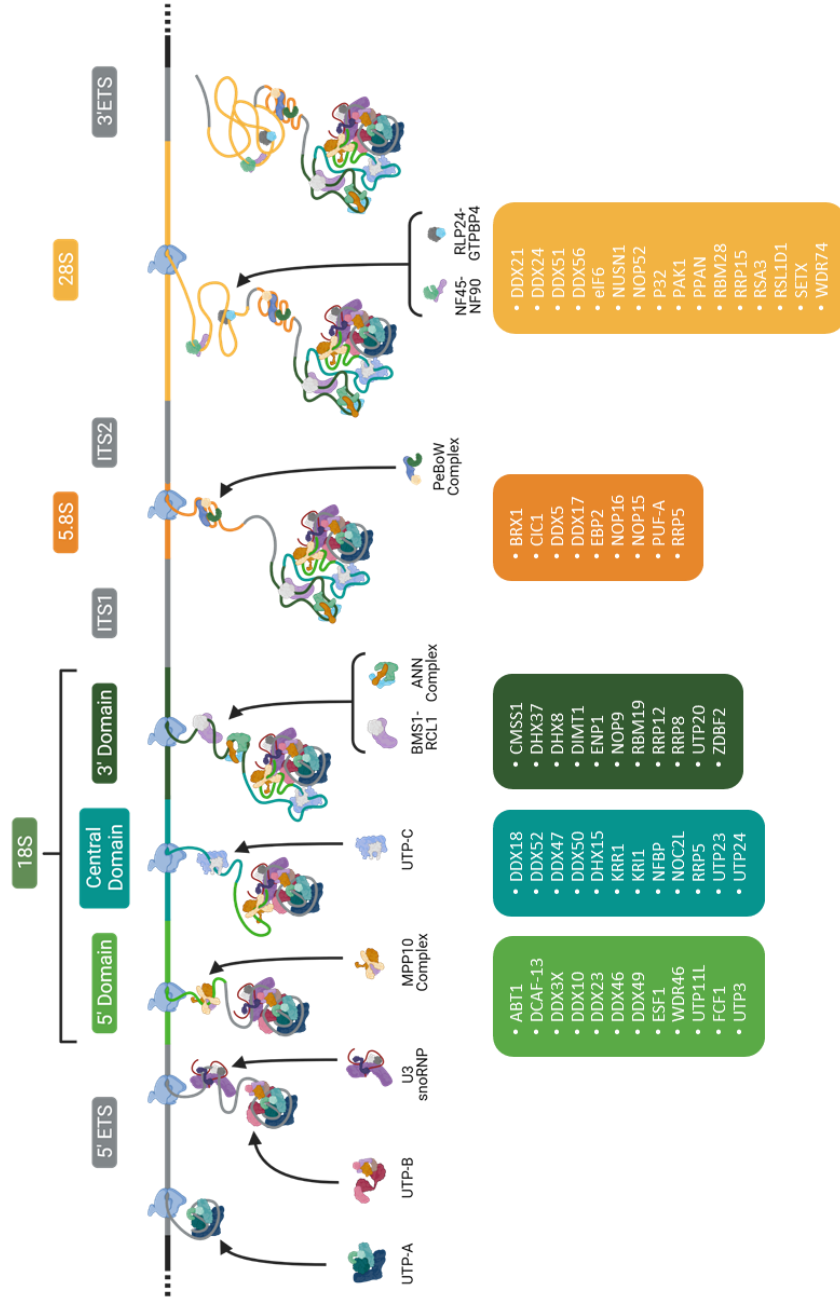 18S
5' ETS
5' Domain
Central
Domain
3' Domain
ITS1
5.8S
ITS2
28S
3'ETS
UTP-A
UTP-B
U3
snoRNP
MPP10
Complex
UTP-C
BMS1-
RCL1
ANN
Complex
PeBoW
Complex
NF45-
NF90
RLP24-
GTPBP4
• ABT1
• DCAF-13
• DDX3X
• DDX10
• DDX23
• DDX46
• DDX49
• ESF1
• WDR46
• UTP11L
• FCF1
• UTP3
• DDX18
• DDX52
• DDX47
• DDX50
• DHX15
• KRR1
• KRI1
• NFBP
• NOC2L
• RRP5
• UTP23
• UTP24
• CMSS1
• DHX37
• DHX8
• DIMT1
• ENP1
• NOP9
• RBM19
• RRP12
• RRP8
• UTP20
• ZDBF2
• BRX1
• CIC1
• DDX5
• DDX17
• EBP2
• NOP16
• NOP15
• PUF-A
• RRP5
• DDX21
• DDX24
• DDX51
• DDX56
• eIF6
• NUSN1
• NOP52
• P32
• PAK1
• PPAN
• RBM28
• RRP15
• RSA3
• RSL1D1
• SETX
• WDR74